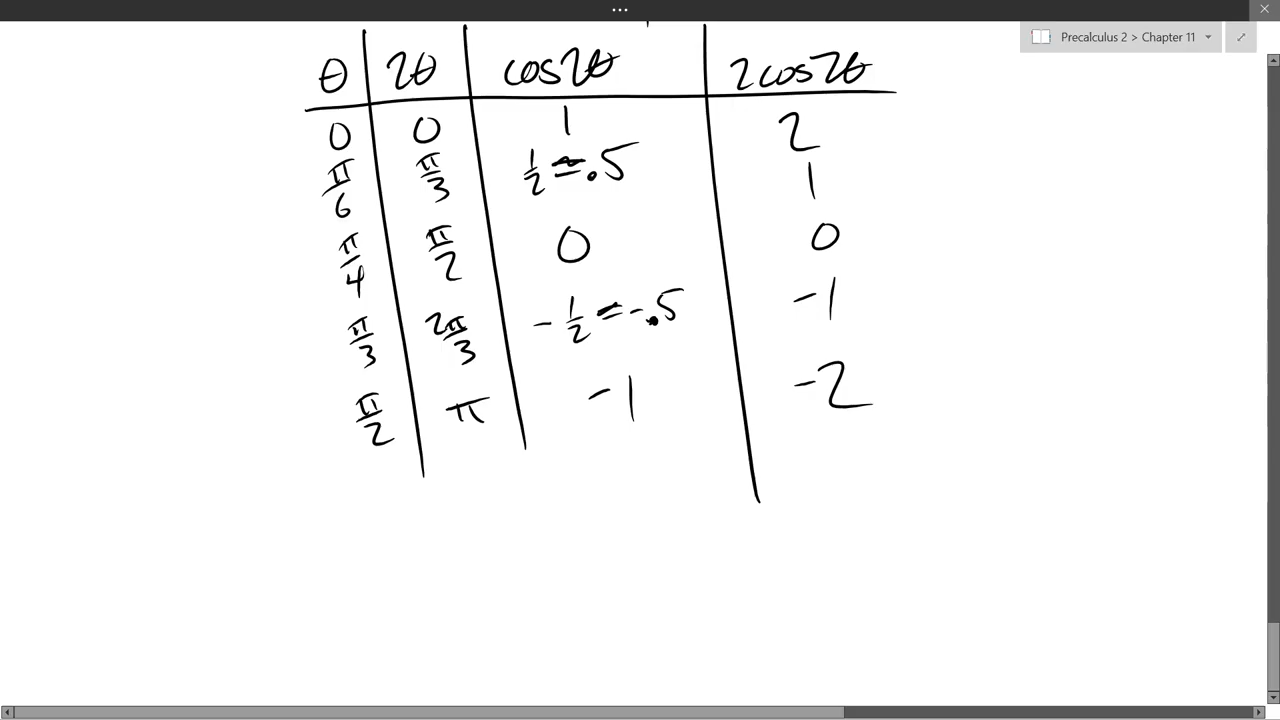 ...
Precalculus 2 > Chapter 11
θ 2θ cos2θ 2cos2θ
0 0 1 2
π/6 π/3 1/2 = .5 1
π/4 π/2 0 0
π/3 2π/3 -1/2 = -.5 -1
π/2 π -1 -2